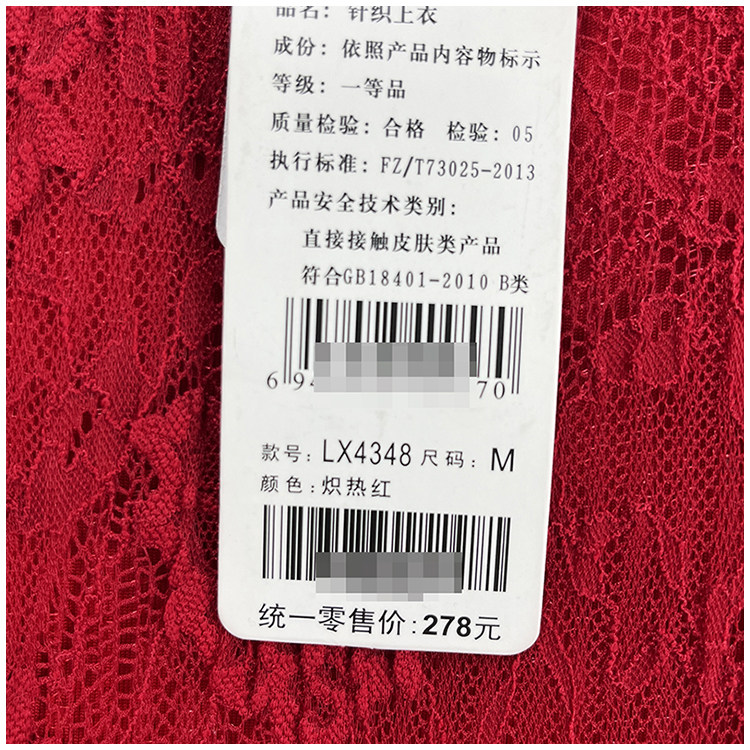 品名: 针织上衣
成份: 依照产品内容物标示
等级: 一等品
质量检验: 合格 检验: 05
执行标准: FZ/T73025-2013
产品安全技术类别:
直接接触皮肤类产品
符合GB18401-2010 B类
6 94 70
款号: LX4348 尺码: M
颜色: 炽热红
统一零售价: 278元